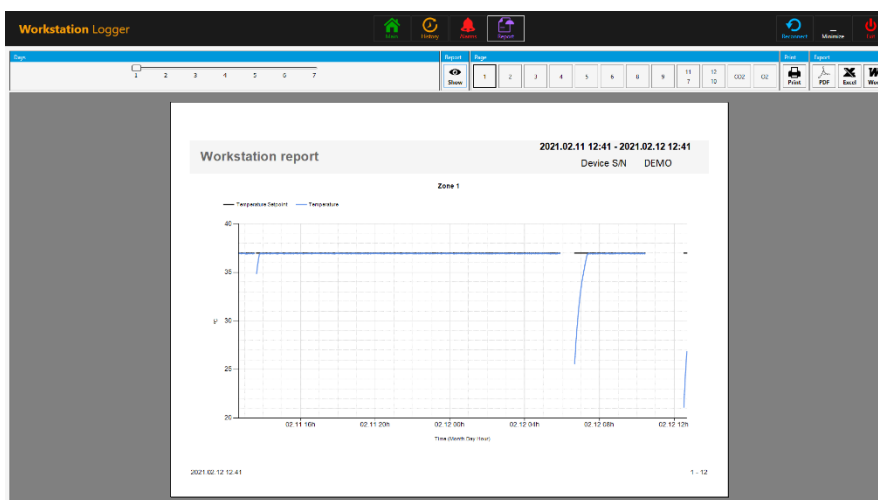 Workstation Logger
Main History Alarms Report Reconnect Minimize Exit
Days Report Page Print Export
1 2 3 4 5 6 7
Show 1 2 3 4 5 6 8 9 11 7 12 10 CO2 O2 Print PDF Excel Wor
Workstation report
2021.02.11 12:41 - 2021.02.12 12:41
Device S/N DEMO
Zone 1
Temperature Setpoint Temperature
40
35
°C
30
25
20
02.11 16h 02.11 20h 02.12 00h 02.12 04h 02.12 08h 02.12 12h
Time (Month Day Hour)
2021.02.12 12:41 1 - 12